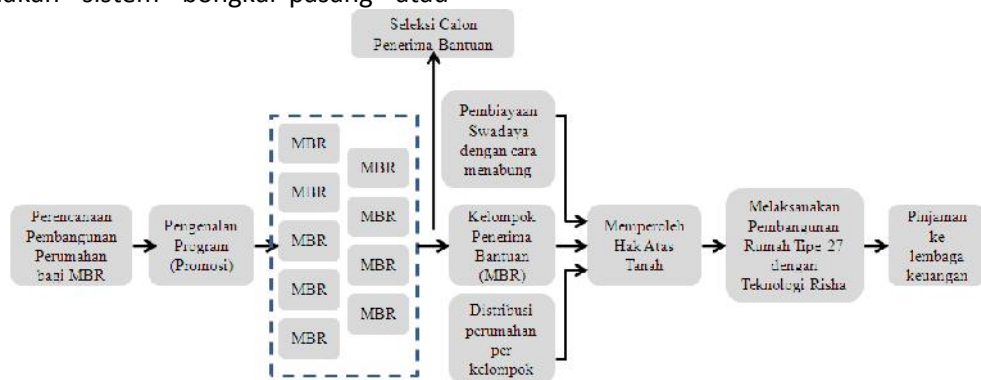 sistem bongkar pasang atau
Seleksi Calon
Penerima Bantuan
Pembiayaan
Swadaya
dengan cara
menabung
MBR
MBR
MBR
MBR
MBR
MBR
MBR
MBR
MBR
Perencanaan
Pembangunan
Perumahan
bagi MBR
Pengenalan
Program
(Promosi)
Kelompok
Penerima
Bantuan
(MBR)
Memperoleh
Hak Atas
Tanah
Melaksanakan
Pembangunan
Rumah Tipe 27
dengan
Teknologi Risha
Pinjaman
ke
lembaga
keuangan
Distribusi
perumahan
per
kelompok